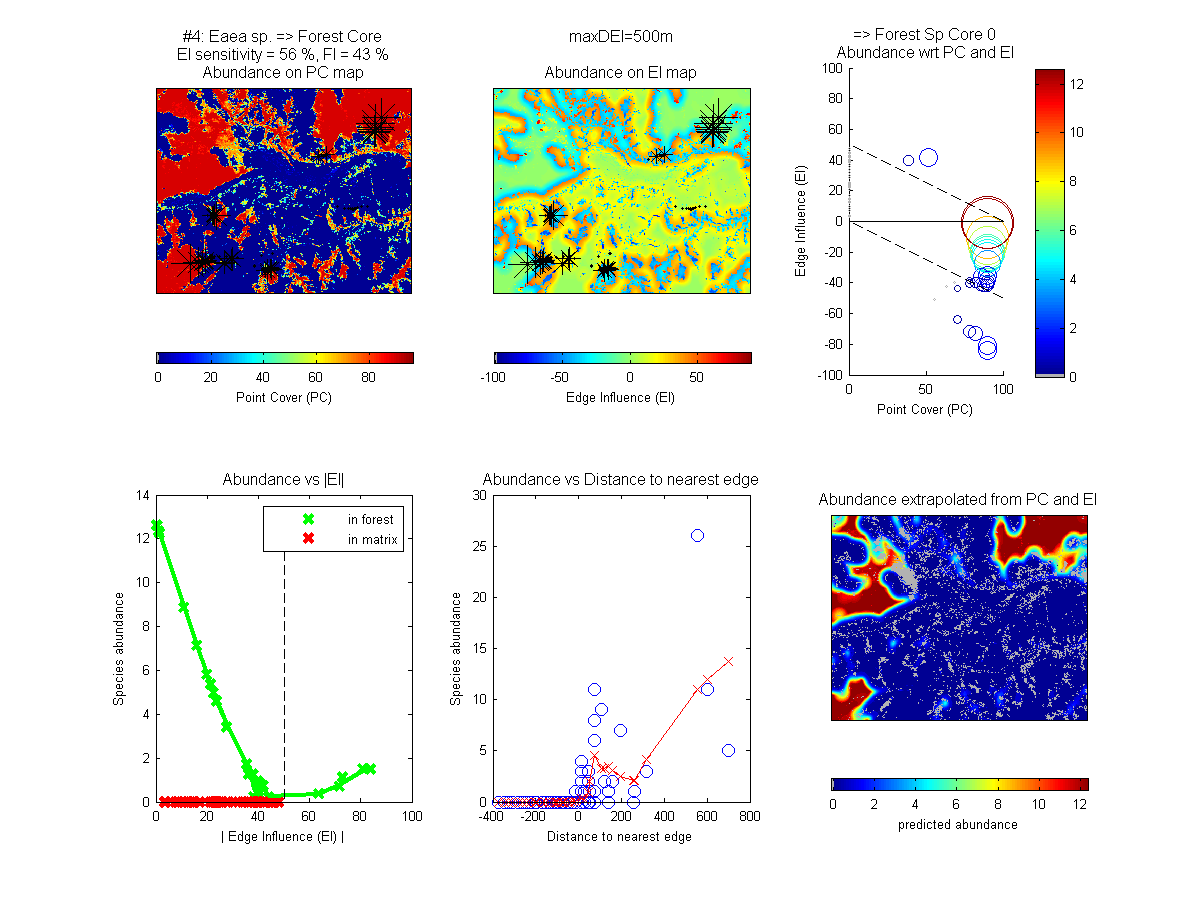 #4: Eaea sp. => Forest Core
EI sensitivity = 56 %, FI = 43 %
Abundance on PC map
0 20 40 60 80
Point Cover (PC)
maxDEI=500m
Abundance on EI map
-100 -50 0 50
Edge Influence (EI)
=> Forest Sp Core 0
Abundance wrt PC and EI
100
80
60
40
20
0
-20
-40
-60
-80
-100
Edge Influence (EI)
0 50 100
Point Cover (PC)
12
10
8
6
4
2
0
Abundance vs |EI|
14
12
10
8
6
4
2
0
Species abundance
in forest
in matrix
0 20 40 60 80 100
| Edge Influence (EI) |
Abundance vs Distance to nearest edge
30
25
20
15
10
5
0
Species abundance
-400 -200 0 200 400 600 800
Distance to nearest edge
Abundance extrapolated from PC and EI
0 2 4 6 8 10 12
predicted abundance